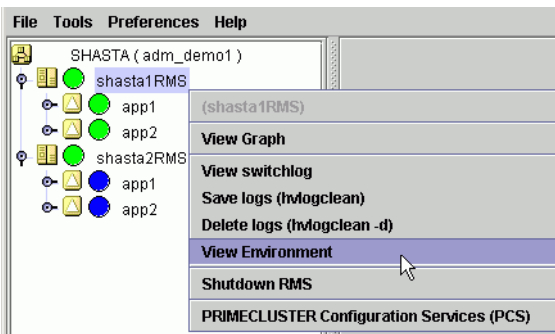 File Tools Preferences Help
SHASTA ( adm_demo1 )
shasta1RMS
app1
app2
shasta2RMS
app1
app2
(shasta1RMS)
View Graph
View switchlog
Save logs (hvlogclean)
Delete logs (hvlogclean -d)
View Environment
Shutdown RMS
PRIMECLUSTER Configuration Services (PCS)